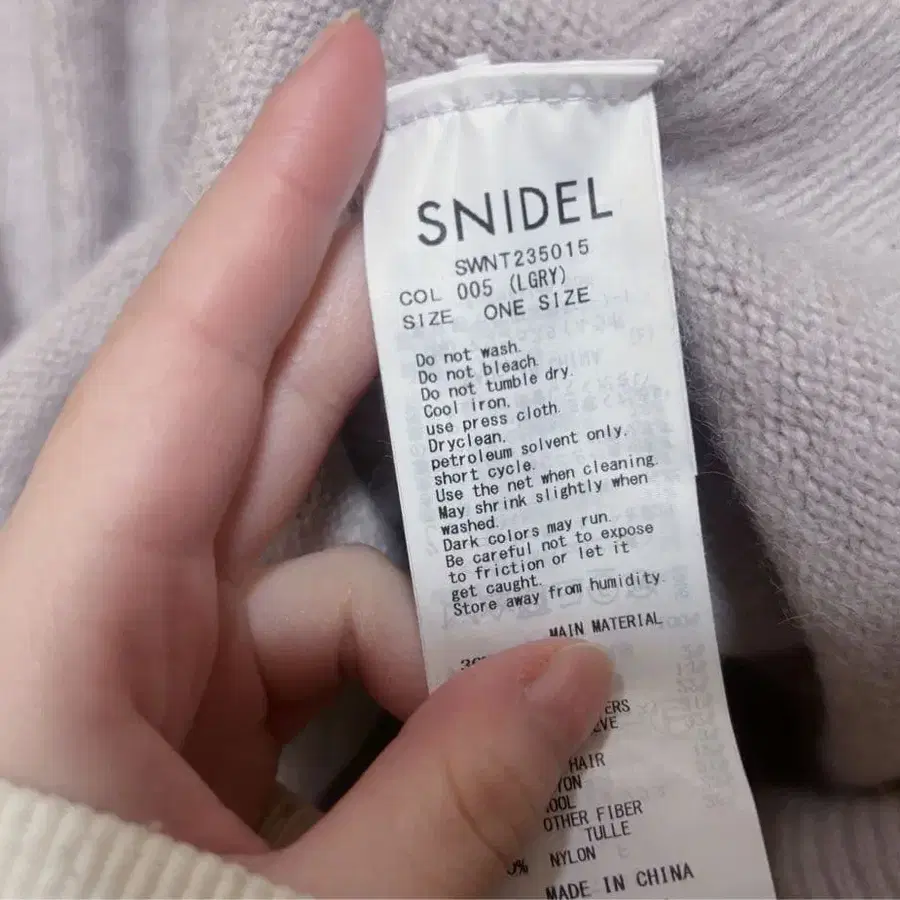 SNIDEL
SWNT235015
COL 005 (LGRY)
SIZE ONE SIZE
Do not wash.
Do not bleach.
Do not tumble dry.
Cool iron.
use press cloth.
Dryclean.
petroleum solvent only.
short cycle.
Use the net when cleaning.
May shrink slightly when
washed.
Dark colors may run.
Be careful not to expose
to friction or let it
get caught.
Store away from humidity.
MAIN MATERIAL
HAIR
OTHER FIBER
TULLE
NYLON
MADE IN CHINA